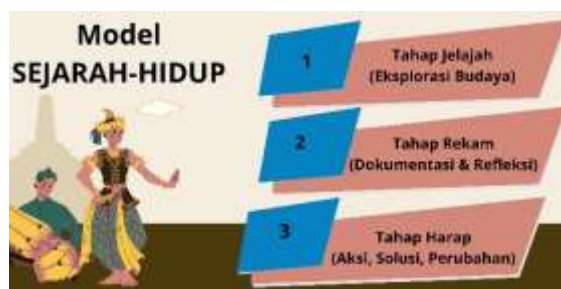 Model
SEJARAH-HIDUP
1
Tahap Jelajah
(Eksplorasi Budaya)
2
Tahap Rekam
(Dokumentasi & Refleksi)
3
Tahap Harap
(Aksi, Solusi, Perubahan)